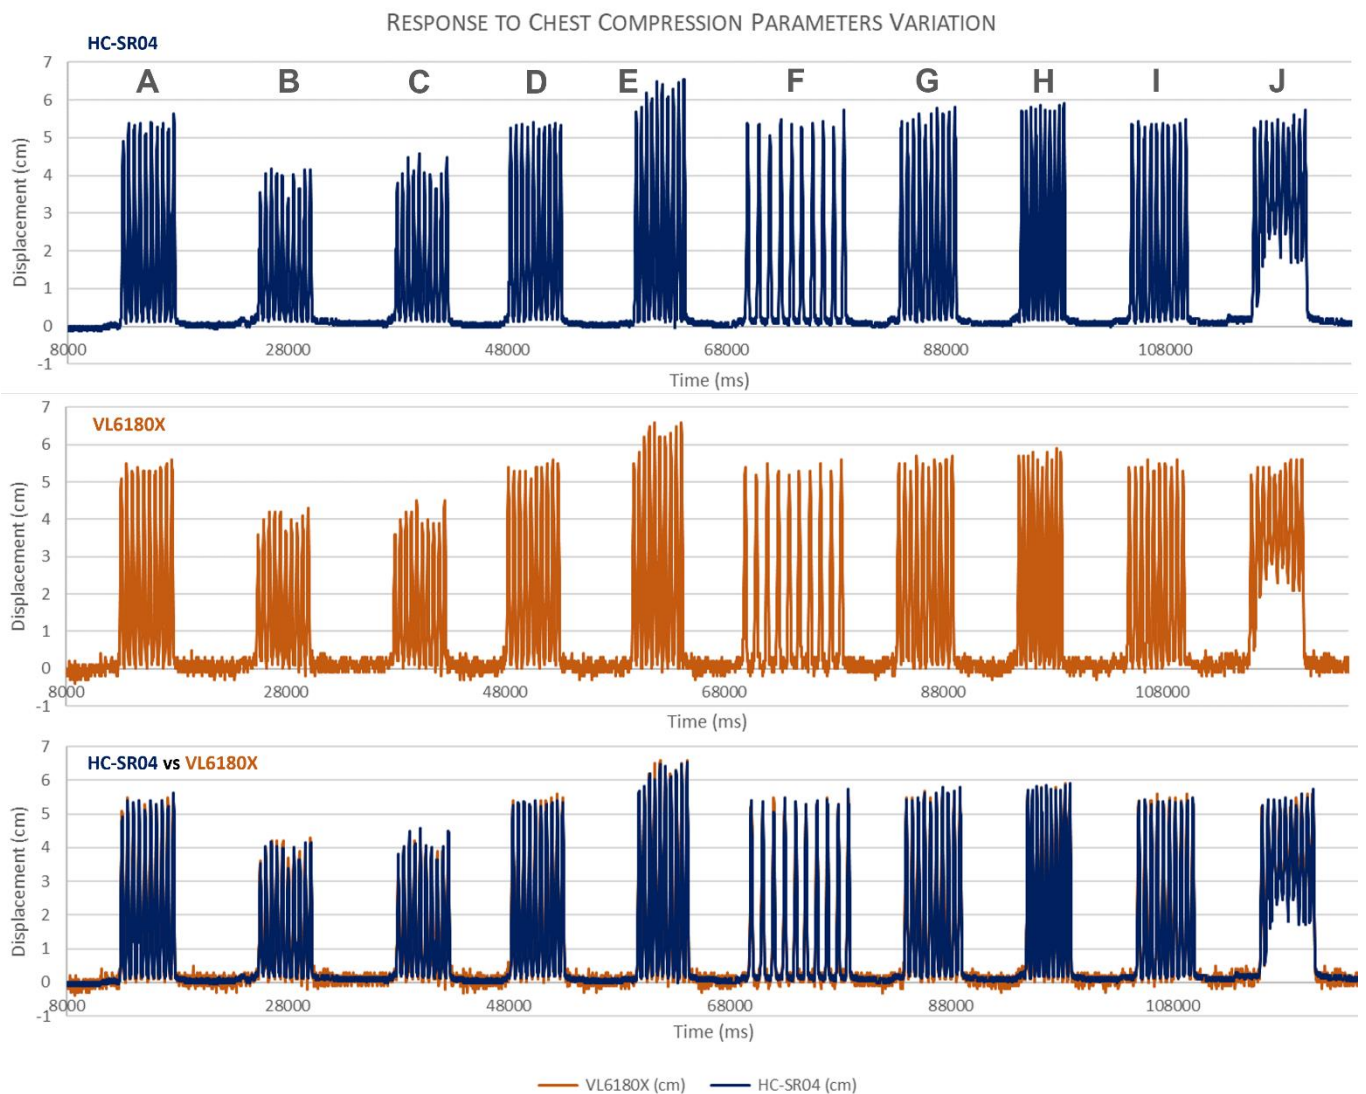 RESPONSE TO CHEST COMPRESSION PARAMETERS VARIATION
HC-SR04
A B C D E F G H I J
7
6
5
4
3
2
1
0
-1
Displacement (cm)
8000 28000 48000 68000 88000 108000
Time (ms)
VL6180X
7
6
5
4
3
2
1
0
-1
Displacement (cm)
8000 28000 48000 68000 88000 108000
Time (ms)
HC-SR04 vs VL6180X
7
6
5
4
3
2
1
0
-1
Displacement (cm)
8000 28000 48000 68000 88000 108000
Time (ms)
VL6180X (cm) HC-SR04 (cm)